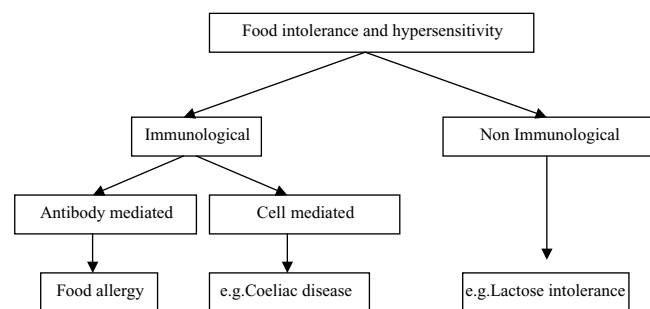 Food intolerance and hypersensitivity
Immunological
Non Immunological
Antibody mediated
Cell mediated
Food allergy
e.g.Coeliac disease
e.g.Lactose intolerance